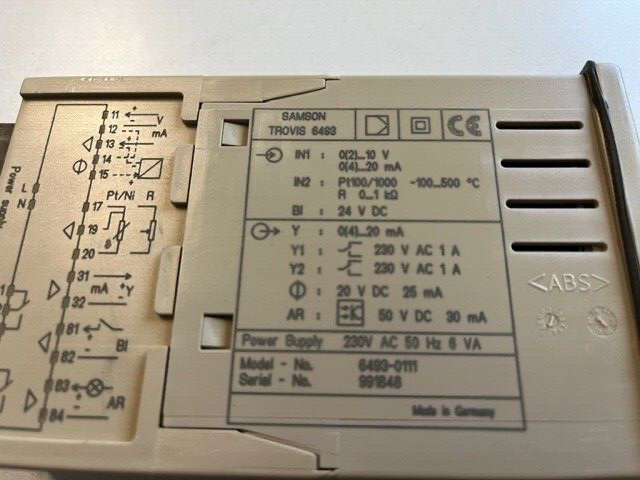 11
V
12
mA
13
14
15
Pt/Ni R
17
19
20
31
mA Y
32
81
BI
82
83
AR
84
Power supply
L
N
SAMSON
TROVIS 6493
CE
IN1 : 0(2)...10 V
0(4)...20 mA
IN2 : Pt100/1000 -100...500 °C
R 0...1 kΩ
BI : 24 V DC
Y : 0(4)...20 mA
Y1 : 230 V AC 1 A
Y2 : 230 V AC 1 A
: 20 V DC 25 mA
AR : 50 V DC 30 mA
Power Supply 230V AC 50 Hz 6 VA
Model - No. 6493-0111
Serial - No. 991848
Made in Germany
>ABS<